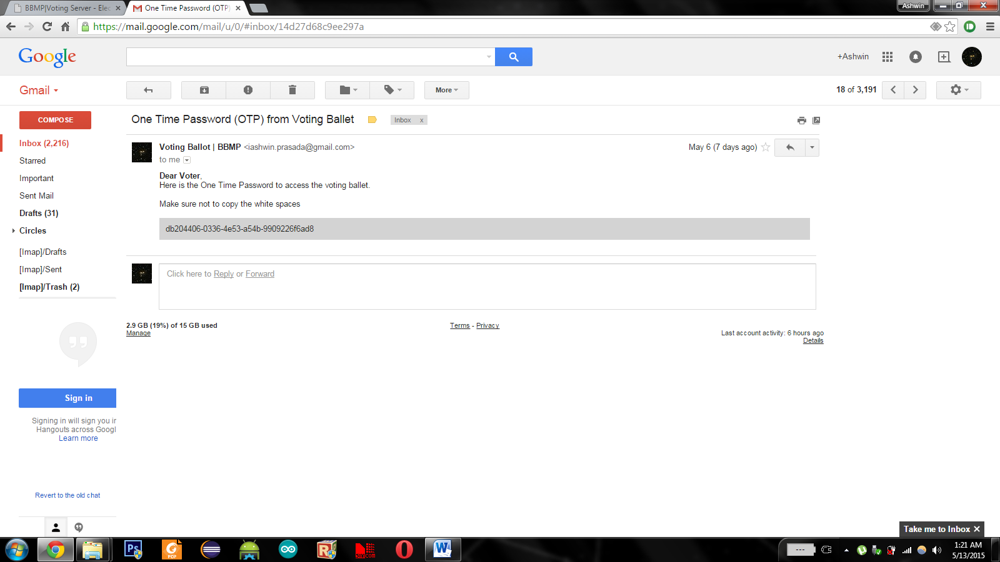 BBMP|Voting Server - Elec
One Time Password (OTP)
Ashwin
https://mail.google.com/mail/u/0/#inbox/14d27d68c9ee297a
Google
+Ashwin
Gmail
More
18 of 3,191
COMPOSE
One Time Password (OTP) from Voting Ballet
Inbox x
Inbox (2,216)
Starred
Important
Sent Mail
Drafts (31)
Circles
[Imap]/Drafts
[Imap]/Sent
[Imap]/Trash (2)
Voting Ballot | BBMP <iashwin.prasada@gmail.com>
May 6 (7 days ago)
to me
Dear Voter,
Here is the One Time Password to access the voting ballet.
Make sure not to copy the white spaces
db204406-0336-4e53-a54b-9909226f6ad8
Click here to Reply or Forward
2.9 GB (19%) of 15 GB used
Manage
Terms - Privacy
Last account activity: 6 hours ago
Details
Sign in
Signing in will sign you in
Hangouts across Googl
Learn more
Revert to the old chat
Take me to Inbox
Ps
PDF
W
1:21 AM
5/13/2015